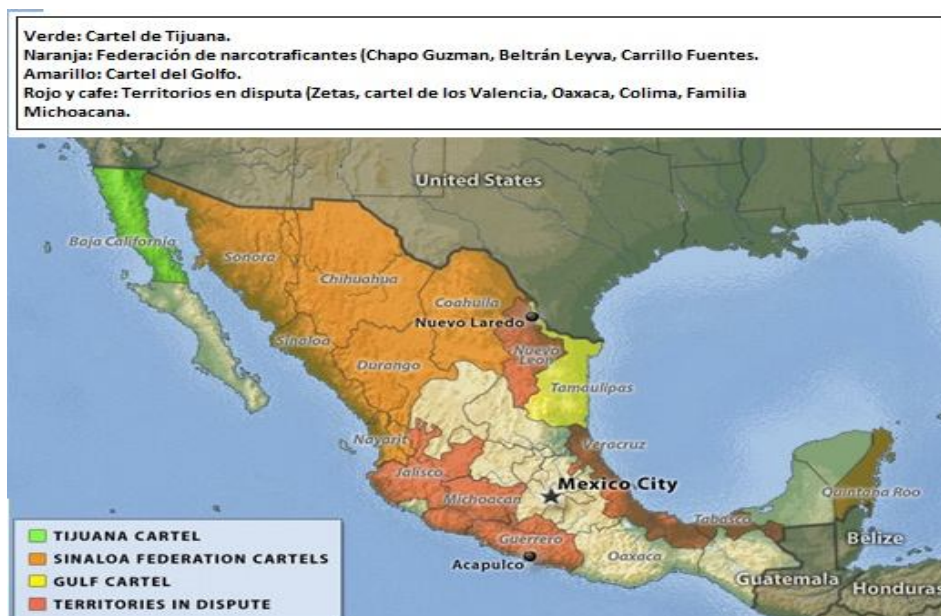 Verde: Cartel de Tijuana.
Naranja: Federación de narcotraficantes (Chapo Guzman, Beltrán Leyva, Carrillo Fuentes.
Amarillo: Cartel del Golfo.
Rojo y cafe: Territorios en disputa (Zetas, cartel de los Valencia, Oaxaca, Colima, Familia
Michoacana.
United States
Baja California
Sonora
Chihuahua
Coahuila
Nuevo Laredo
Sinaloa
Durango
Nuevo
León
Tamaulipas
Nayarit
Veracruz
Jalisco
Mexico City
Michoacan
Quintana Roo
Tabasco
Guerrero
Acapulco
Oaxaca
Belize
Guatemala
Honduras
TIJUANA CARTEL
SINALOA FEDERATION CARTELS
GULF CARTEL
TERRITORIES IN DISPUTE